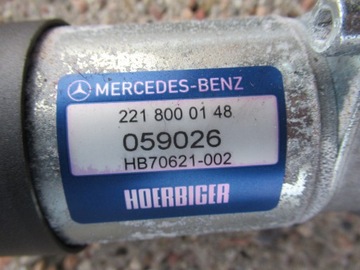 MERCEDES-BENZ
221 800 01 48
059026
HB70621-002
HOERBIGER